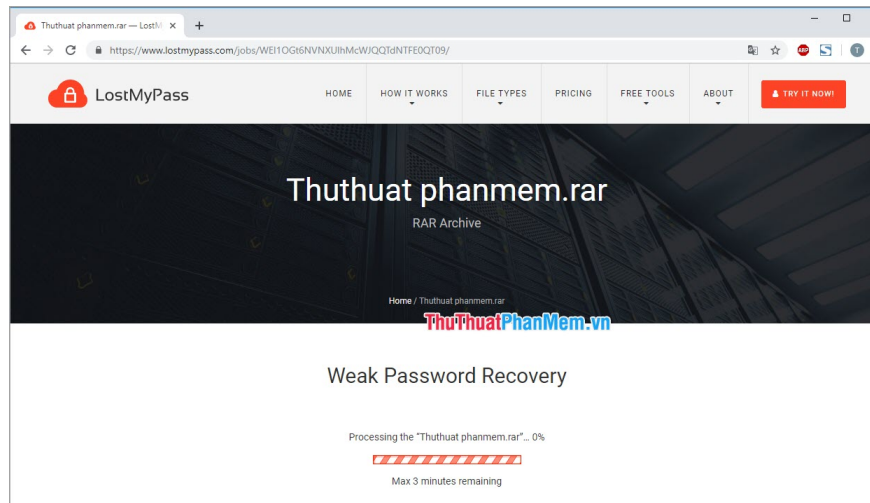 Thuthuat phanmem.rar — LostM
https://www.lostmypass.com/jobs/WEI1OGt6NVNXUlhMcWJQQTdNTFE0QT09/
ABP
S
T
LostMyPass
HOME
HOW IT WORKS
FILE TYPES
PRICING
FREE TOOLS
ABOUT
TRY IT NOW!
Thuthuat phanmem.rar
RAR Archive
Home / Thuthuat phanmem.rar
ThuThuatPhanMem.vn
Weak Password Recovery
Processing the "Thuthuat phanmem.rar"... 0%
Max 3 minutes remaining